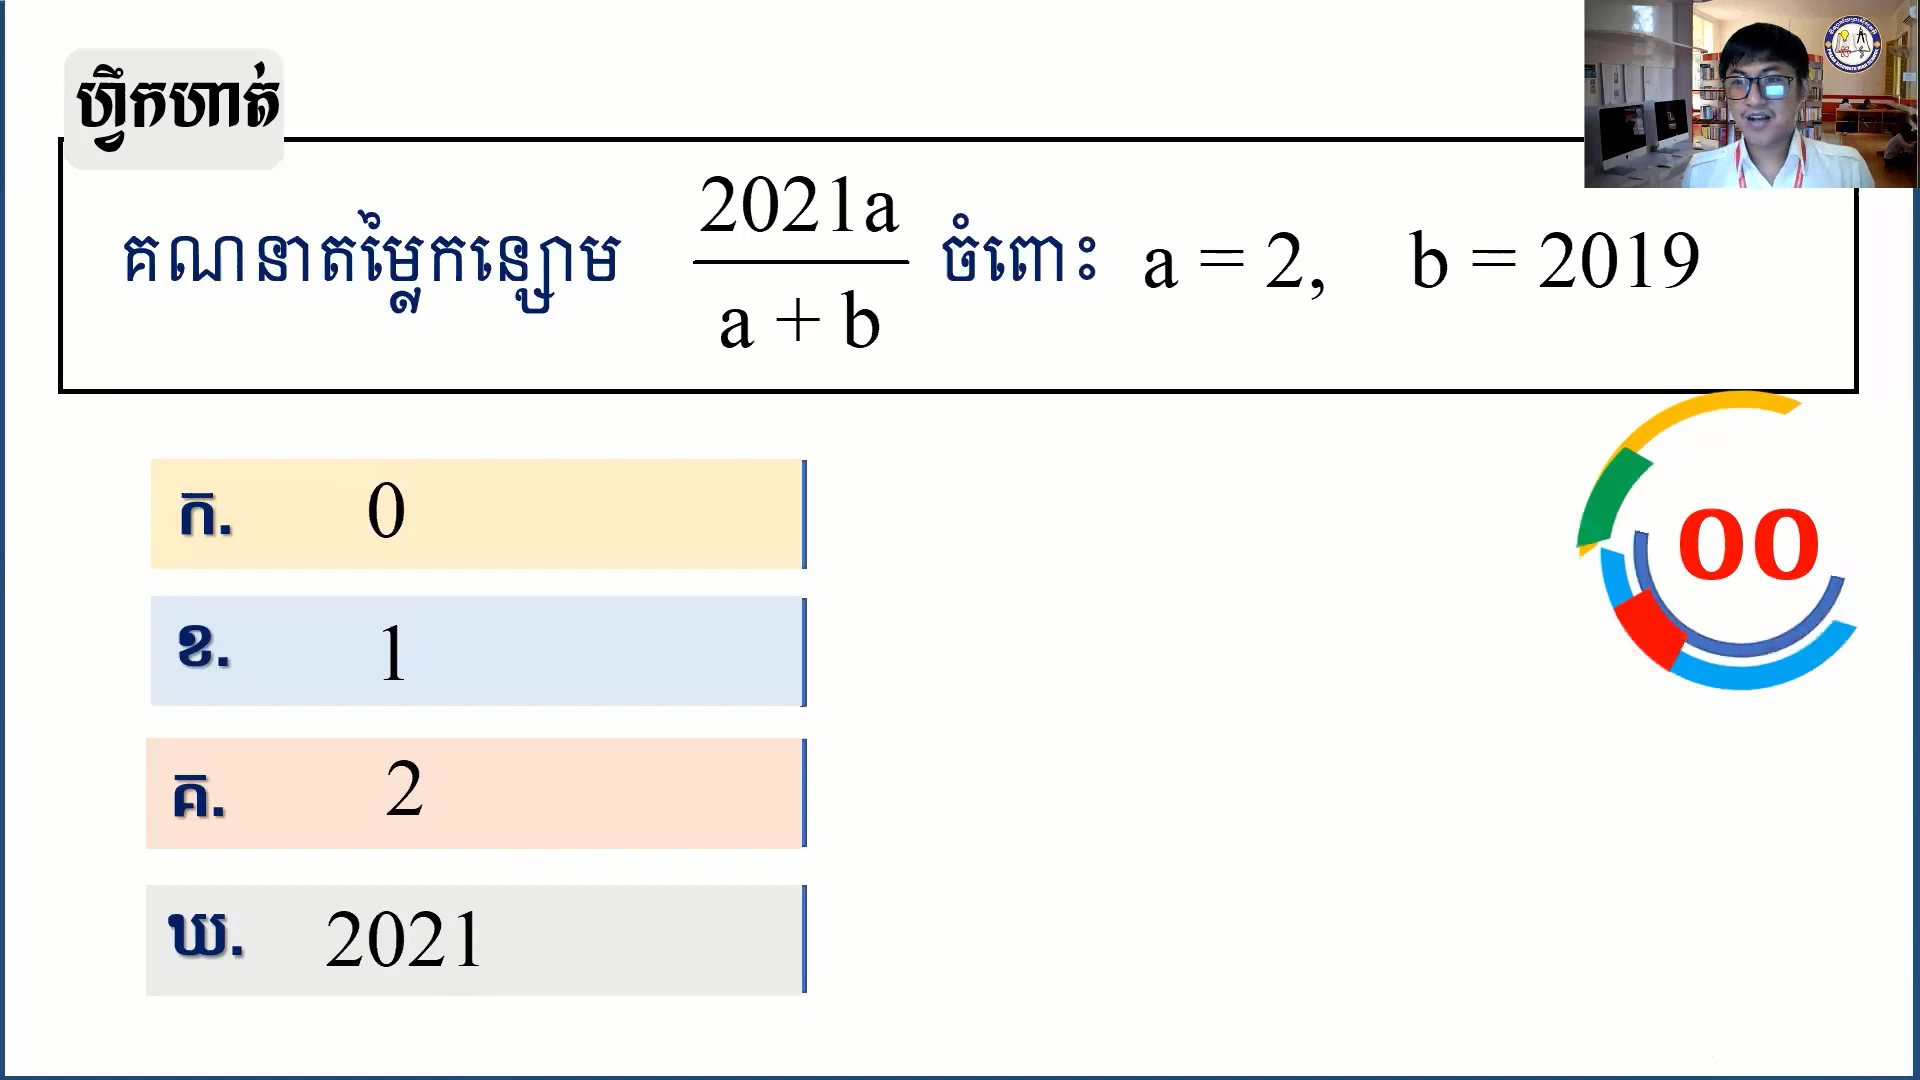 ហ្វឹកហាត់
គណនាតម្លៃកន្សោម 2021a / a + b ចំពោះ a = 2, b = 2019
ក. 0
ខ. 1
គ. 2
ឃ. 2021
00